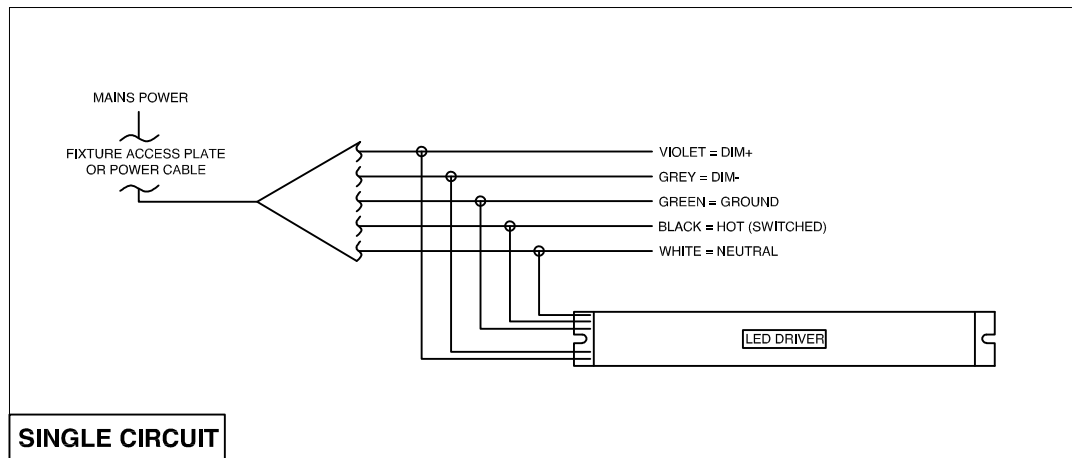 MAINS POWER
FIXTURE ACCESS PLATE
OR POWER CABLE
VIOLET = DIM+
GREY = DIM-
GREEN = GROUND
BLACK = HOT (SWITCHED)
WHITE = NEUTRAL
LED DRIVER
SINGLE CIRCUIT